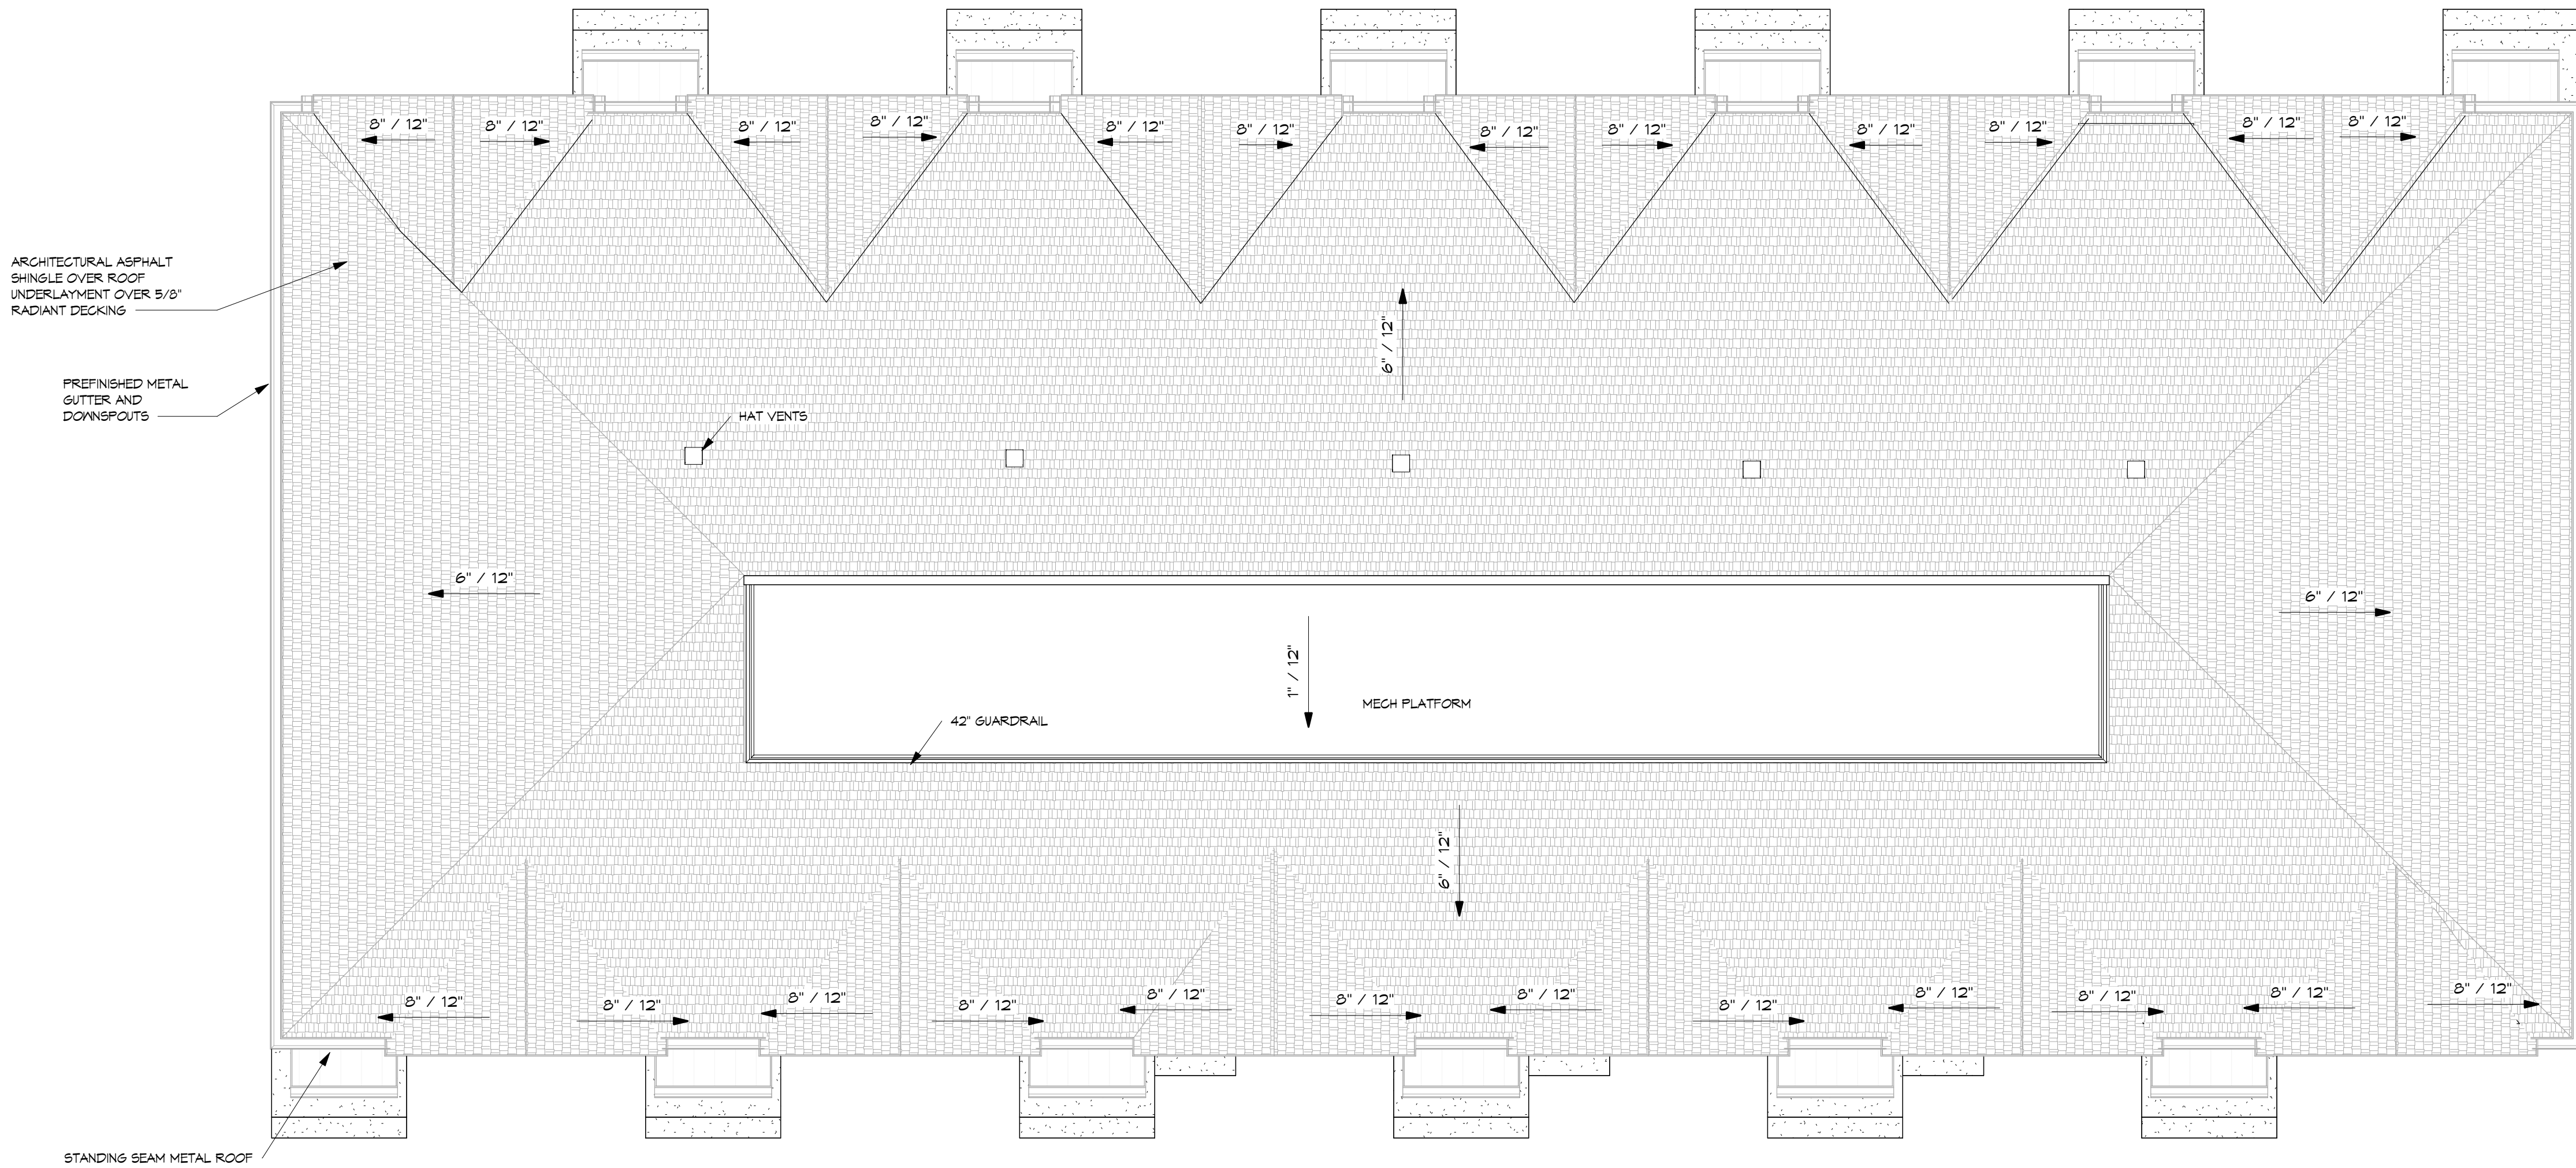 8" / 12"
8" / 12"
8" / 12"
8" / 12"
8" / 12"
8" / 12"
8" / 12"
8" / 12"
8" / 12"
8" / 12"
8" / 12"
8" / 12"
ARCHITECTURAL ASPHALT
SHINGLE OVER ROOF
UNDERLAYMENT OVER 5/8"
RADIANT DECKING
6" / 12"
PREFINISHED METAL
GUTTER AND
DOWNSPOUTS
HAT VENTS
6" / 12"
6" / 12"
1" / 12"
MECH PLATFORM
42" GUARDRAIL
6" / 12"
8" / 12"
8" / 12"
8" / 12"
8" / 12"
8" / 12"
8" / 12"
8" / 12"
8" / 12"
8" / 12"
8" / 12"
8" / 12"
8" / 12"
STANDING SEAM METAL ROOF